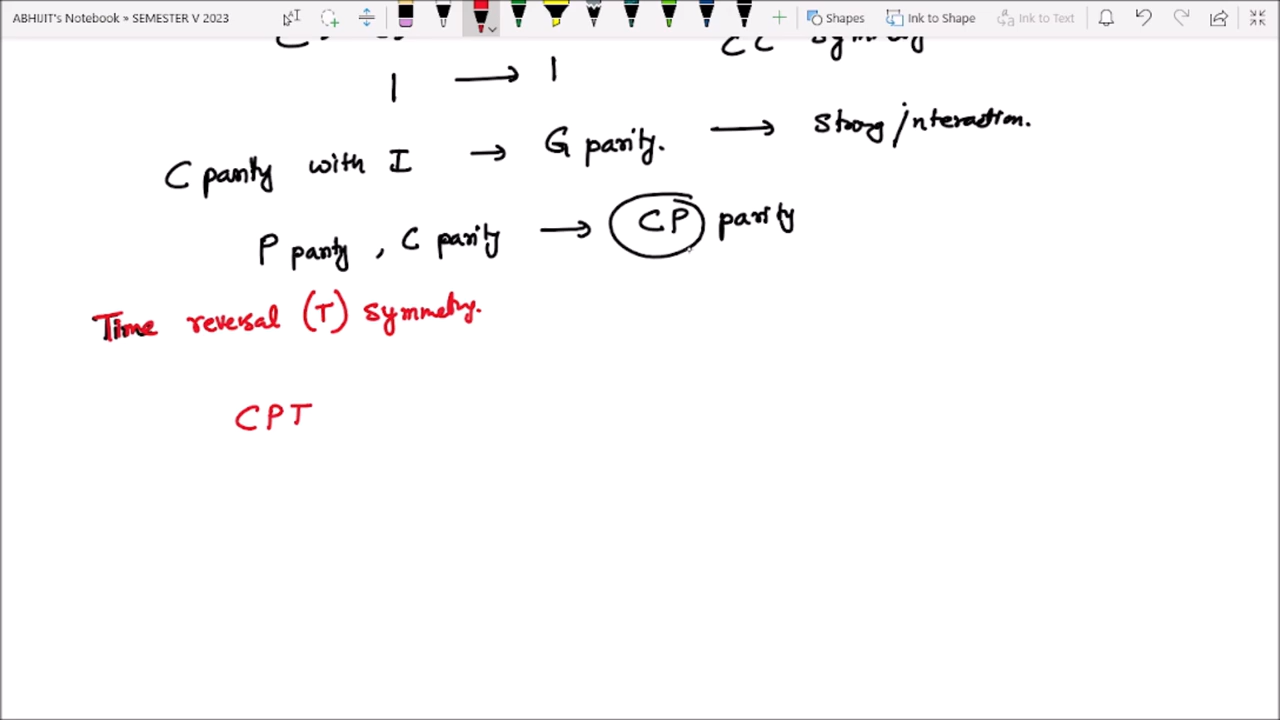 ABHIJIT's Notebook » SEMESTER V 2023
Shapes
Ink to Shape
Ink to Text
I → I
C parity with I → G parity. → Strong interaction.
P parity , C parity → CP parity
Time reversal (T) symmetry.
CPT